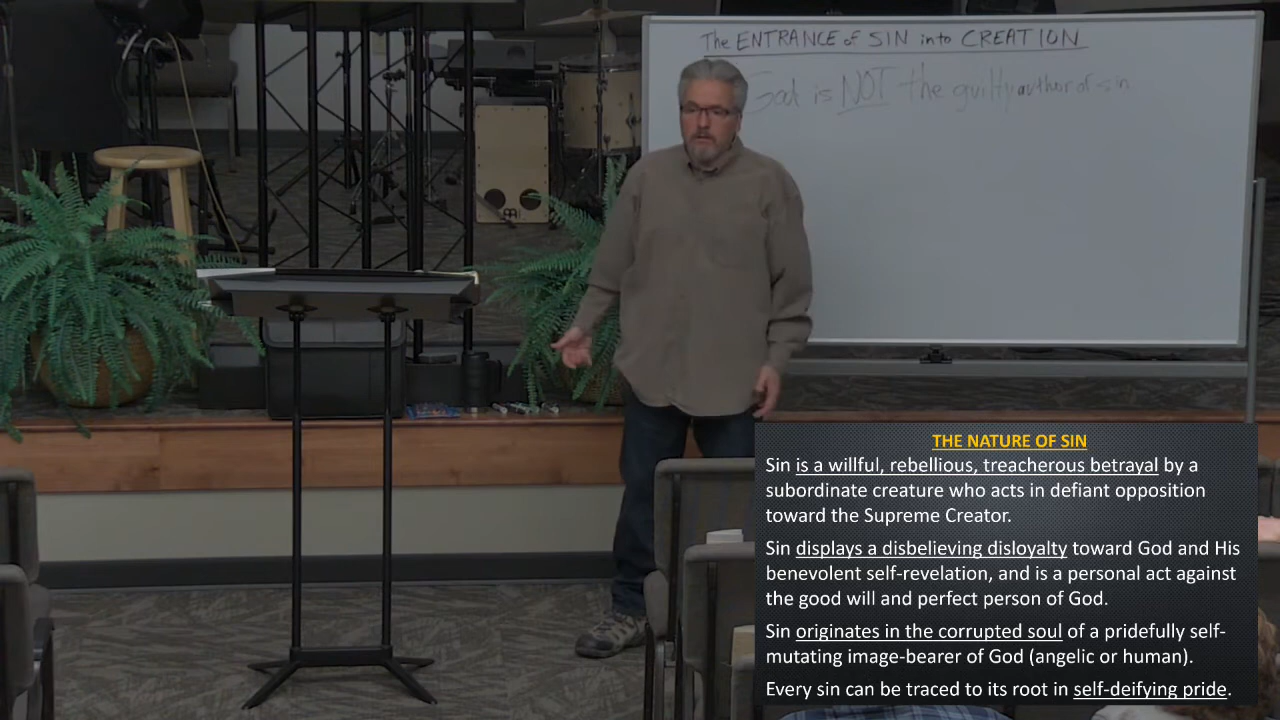 The ENTRANCE of SIN into CREATION
God is NOT the guilty author of sin
MEINL
THE NATURE OF SIN
Sin is a willful, rebellious, treacherous betrayal by a
subordinate creature who acts in defiant opposition
toward the Supreme Creator.
Sin displays a disbelieving disloyalty toward God and His
benevolent self-revelation, and is a personal act against
the good will and perfect person of God.
Sin originates in the corrupted soul of a pridefully self-
mutating image-bearer of God (angelic or human).
Every sin can be traced to its root in self-deifying pride.